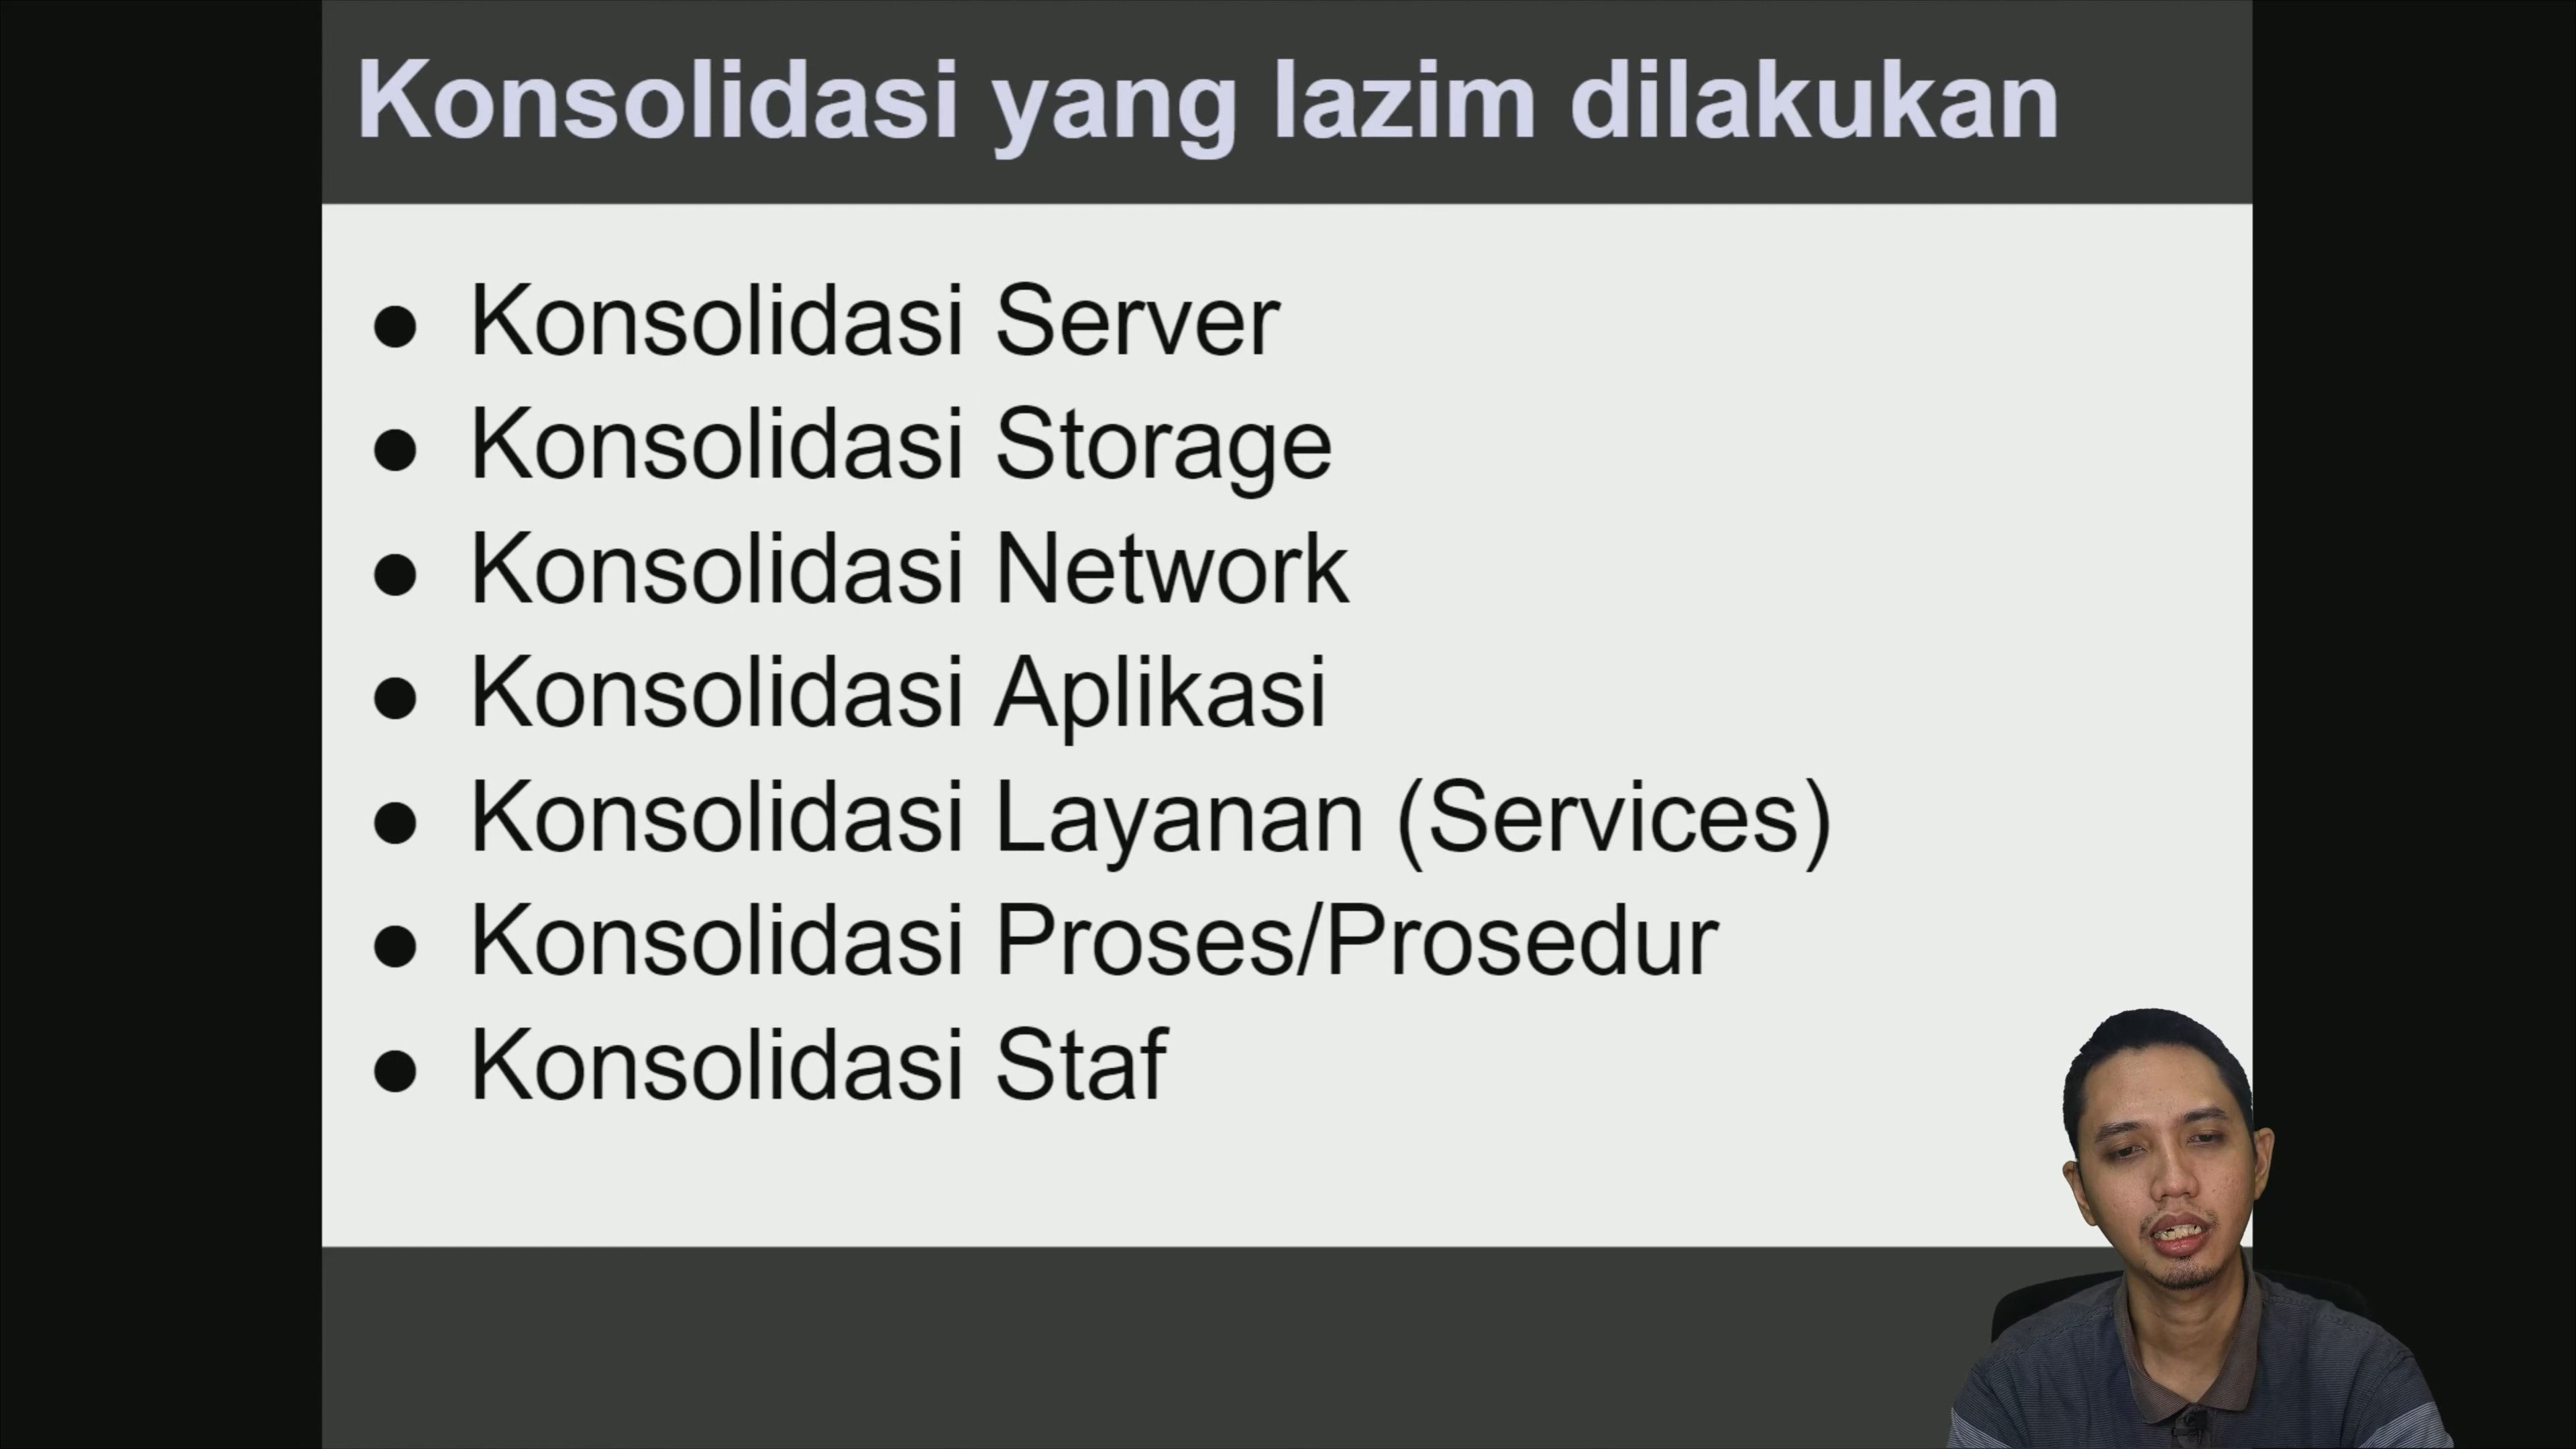 Konsolidasi yang lazim dilakukan
● Konsolidasi Server
● Konsolidasi Storage
● Konsolidasi Network
● Konsolidasi Aplikasi
● Konsolidasi Layanan (Services)
● Konsolidasi Proses/Prosedur
● Konsolidasi Staf